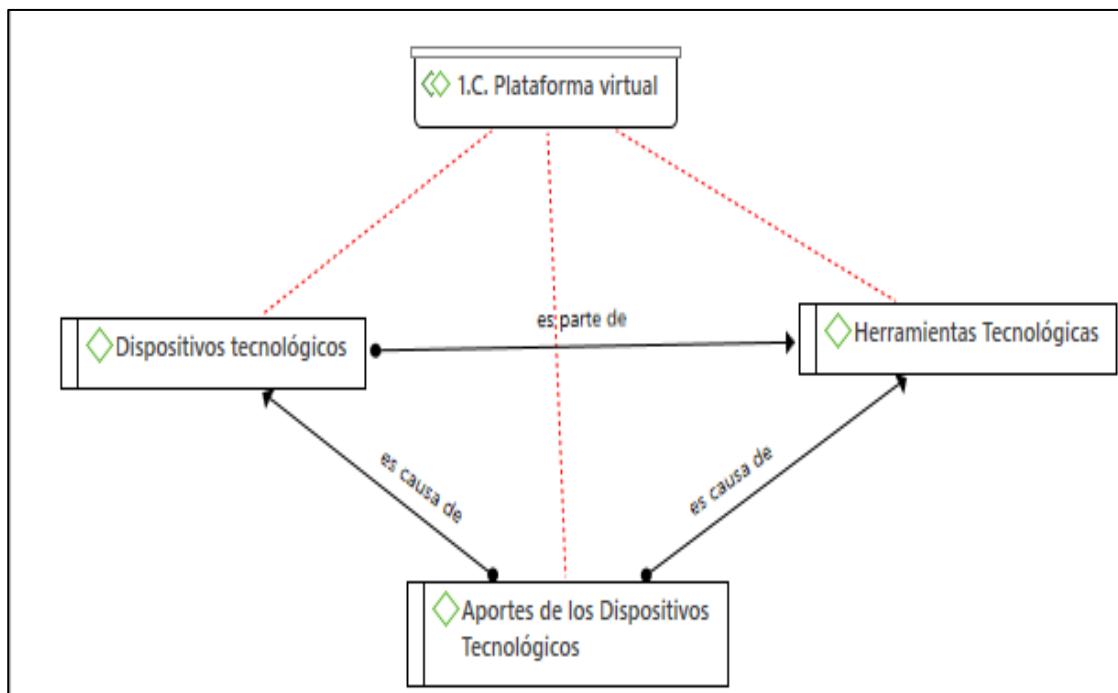 1.C. Plataforma virtual
es parte de
Dispositivos tecnológicos
Herramientas Tecnológicas
es causa de
es causa de
Aportes de los Dispositivos
Tecnológicos